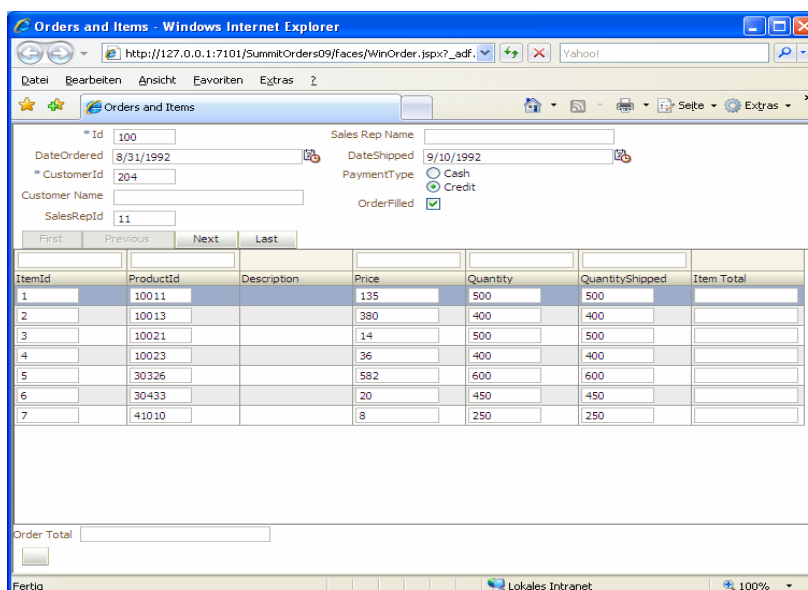 Orders and Items - Windows Internet Explorer
http://127.0.0.1:7101/SummitOrders09/faces/WinOrder.jspx?_adf. Yahoo!
Datei Bearbeiten Ansicht Favoriten Extras ?
Orders and Items Seite Extras
* Id 100 Sales Rep Name
DateOrdered 8/31/1992 DateShipped 9/10/1992
* CustomerId 204 PaymentType Cash
Credit
Customer Name OrderFilled
SalesRepId 11
First Previous Next Last
ItemId ProductId Description Price Quantity QuantityShipped Item Total
1 10011 135 500 500
2 10013 380 400 400
3 10021 14 500 500
4 10023 36 400 400
5 30326 582 600 600
6 30433 20 450 450
7 41010 8 250 250
Order Total
Fertig Lokales Intranet 100%